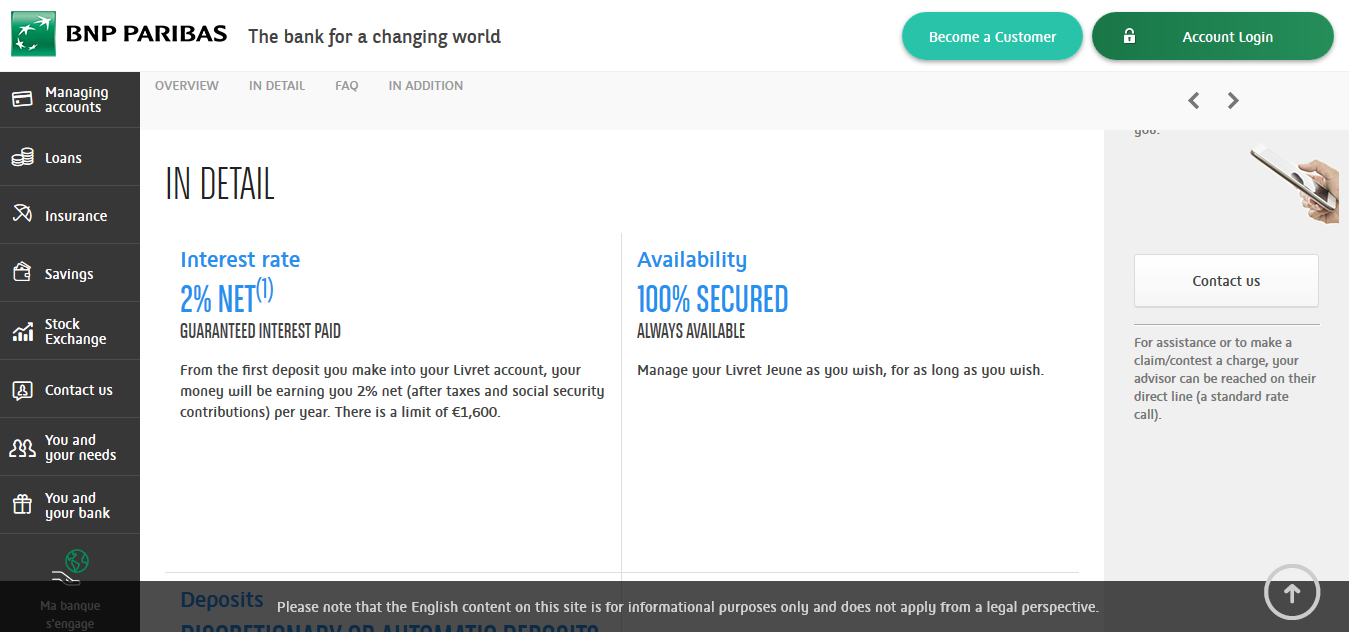 BNP PARIBAS
The bank for a changing world
Become a Customer
Account Login
OVERVIEW
IN DETAIL
FAQ
IN ADDITION
Managing
accounts
Loans
Insurance
Savings
Stock
Exchange
Contact us
You and
your needs
You and
your bank
Ma banque
s'engage
IN DETAIL
Interest rate
2% NET(1)
GUARANTEED INTEREST PAID
From the first deposit you make into your Livret account, your
money will be earning you 2% net (after taxes and social security
contributions) per year. There is a limit of €1,600.
Availability
100% SECURED
ALWAYS AVAILABLE
Manage your Livret Jeune as you wish, for as long as you wish.
Deposits
DISCRETIONARY OR AUTOMATIC DEPOSITS
you.
Contact us
For assistance or to make a
claim/contest a charge, your
advisor can be reached on their
direct line (a standard rate
call).
Please note that the English content on this site is for informational purposes only and does not apply from a legal perspective.